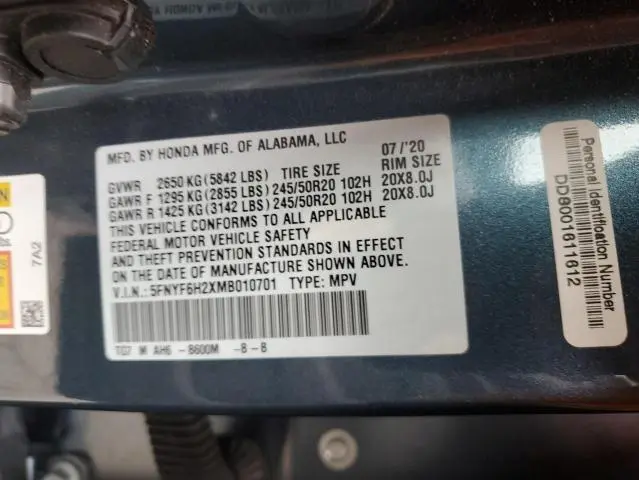 MFD. BY HONDA MFG. OF ALABAMA, LLC 07/'20
GVWR 2650 KG(5842 LBS) TIRE SIZE RIM SIZE
GAWR F 1295 KG(2855 LBS) 245/50R20 102H 20X8.0J
GAWR R 1425 KG(3142 LBS) 245/50R20 102H 20X8.0J
THIS VEHICLE CONFORMS TO ALL APPLICABLE
FEDERAL MOTOR VEHICLE SAFETY
AND THEFT PREVENTION STANDARDS IN EFFECT
ON THE DATE OF MANUFACTURE SHOWN ABOVE.
V.I.N.: 5FNYF6H2XMB010701 TYPE: MPV
TG7 M AH6 -B600M -B-B
7A2
Personal Identification Number
DD8001611612